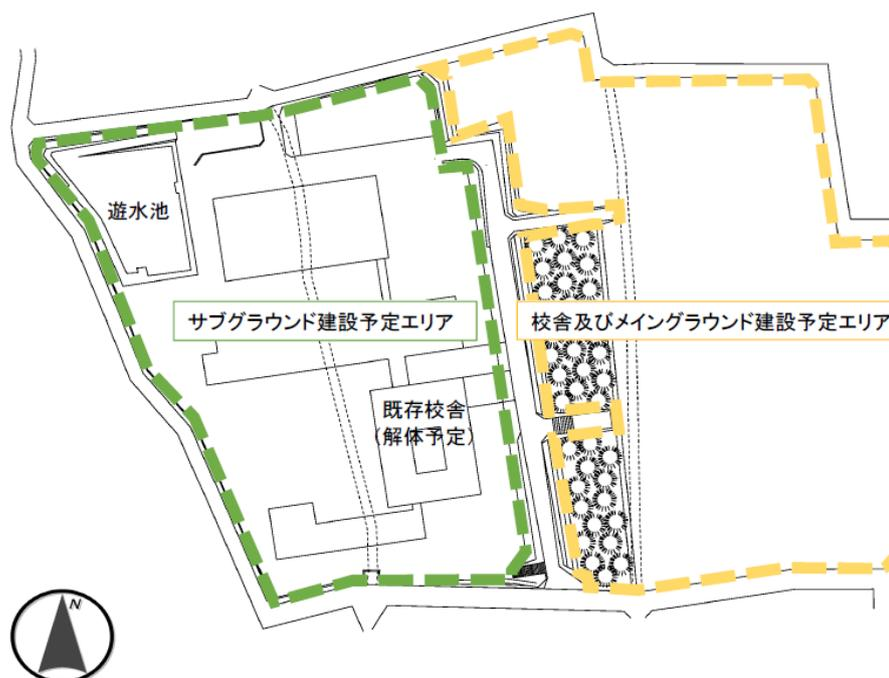 遊水池
サブグラウンド建設予定エリア
校舎及びメイングラウンド建設予定エリア
既存校舎
(解体予定)
N